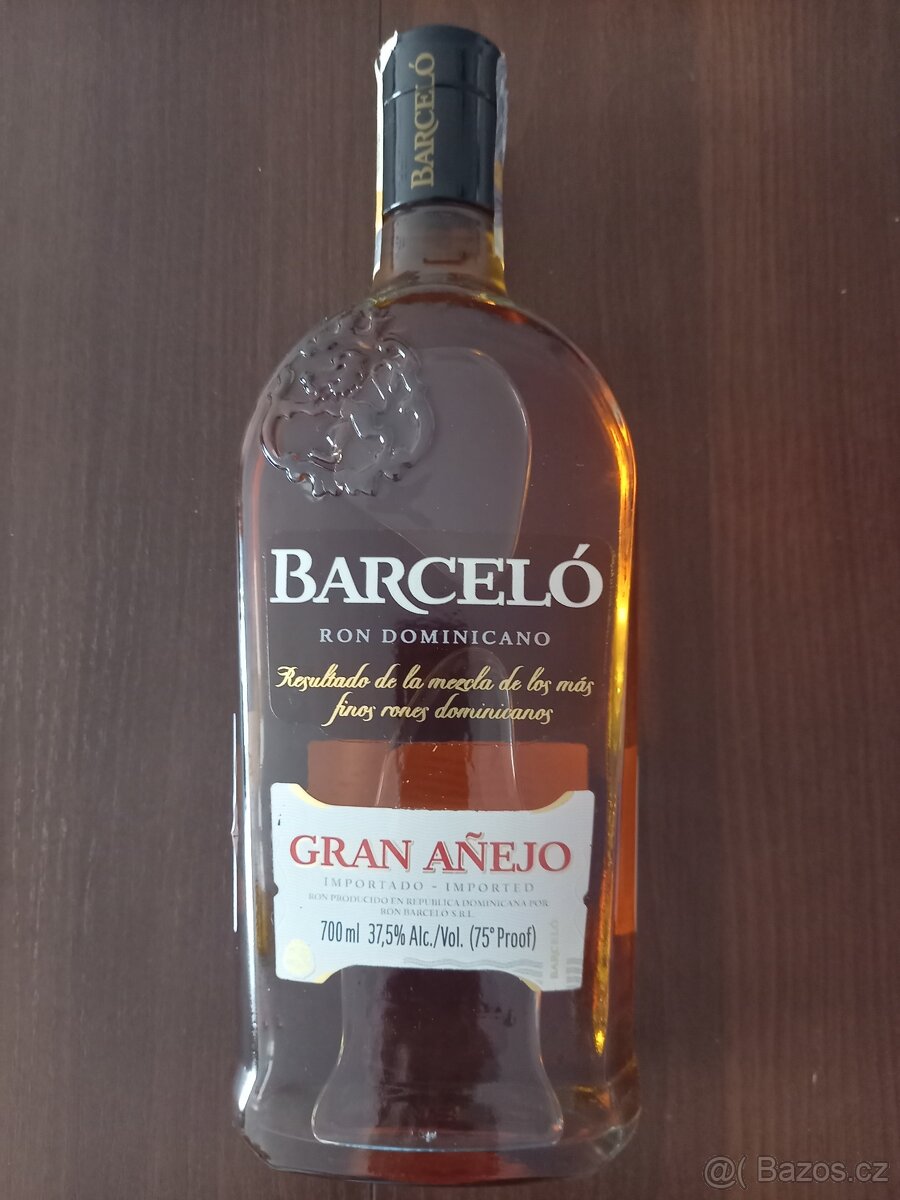 BARCELÓ
BARCELÓ
RON DOMINICANO
Resultado de la mezcla de los más
finos rones dominicanos
GRAN AÑEJO
IMPORTADO - IMPORTED
RON PRODUCIDO EN REPUBLICA DOMINICANA POR
RON BARCELÓ S.R.L.
700 ml 37,5% Alc./Vol. (75° Proof)
BARCELÓ
@( Bazos.cz